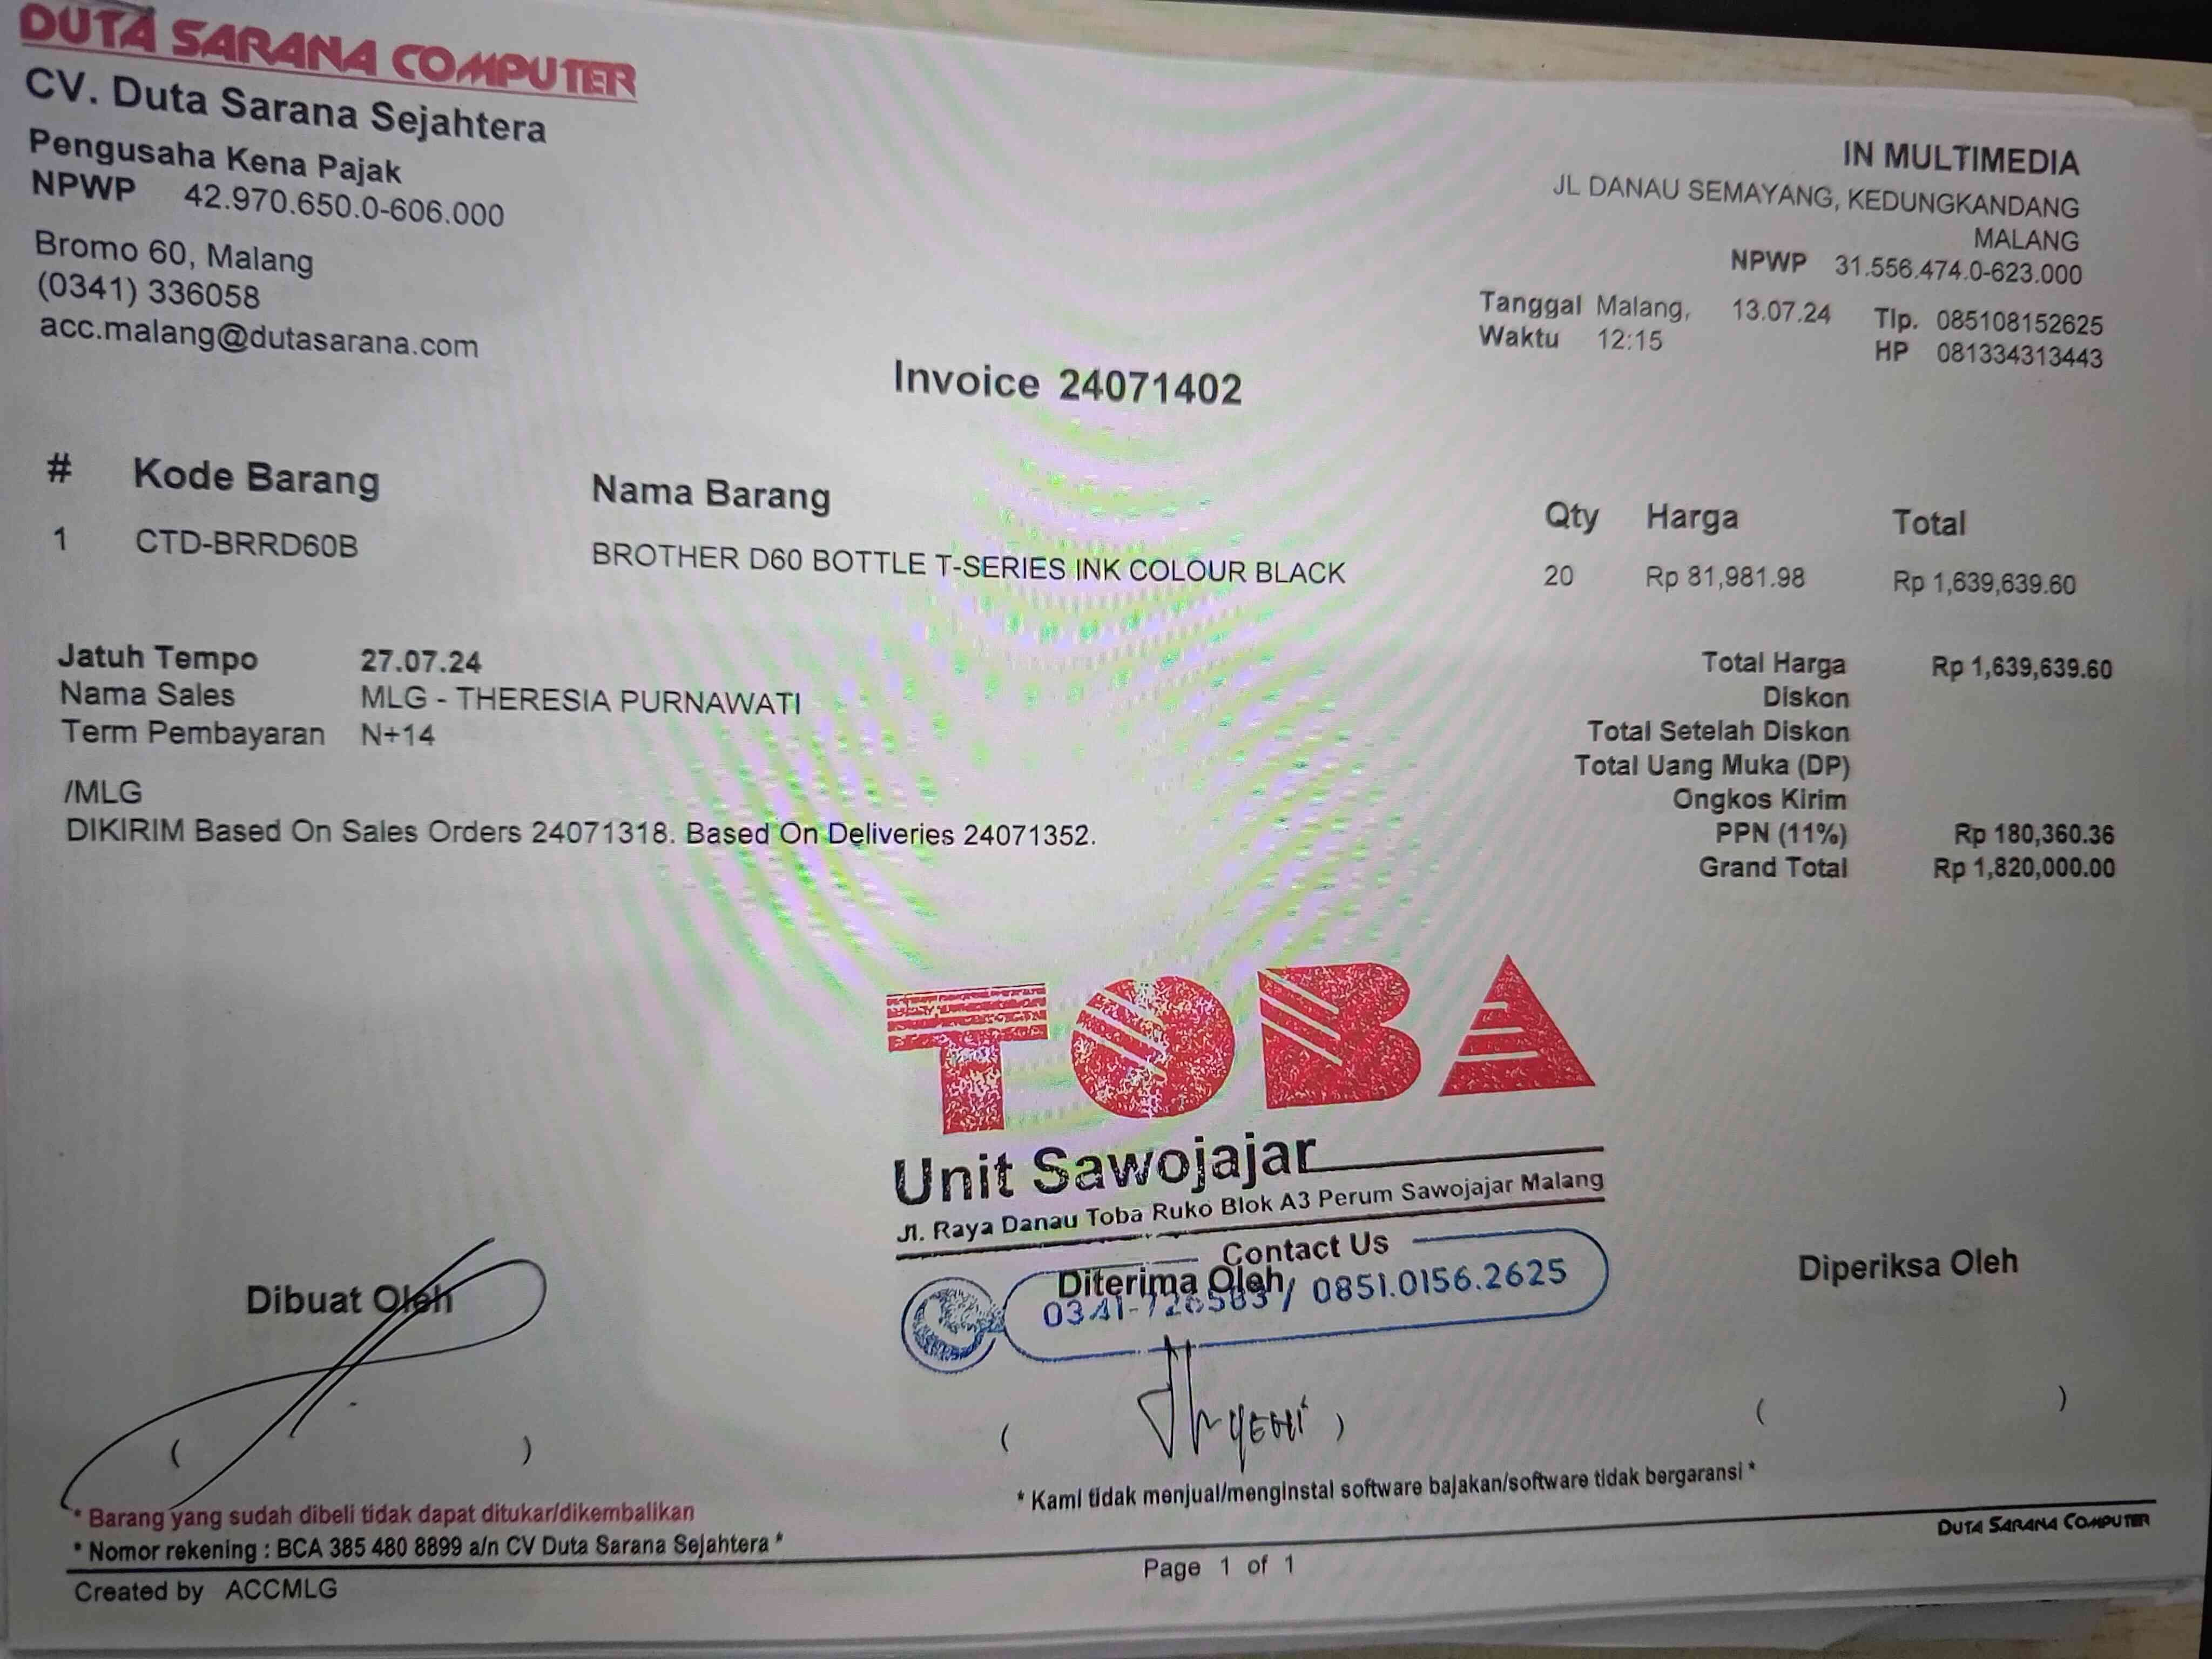 DUTA SARANA COMPUTER
CV. Duta Sarana Sejahtera
Pengusaha Kena Pajak
NPWP 42.970.650.0-606.000
Bromo 60, Malang
(0341) 336058
acc.malang@dutasarana.com
IN MULTIMEDIA
JL DANAU SEMAYANG, KEDUNGKANDANG
MALANG
NPWP 31.556.474.0-623.000
Tanggal Malang, 13.07.24 Tlp. 085108152625
Waktu 12:15 HP 081334313443
Invoice 24071402
# Kode Barang Nama Barang Qty Harga Total
1 CTD-BRRD60B BROTHER D60 BOTTLE T-SERIES INK COLOUR BLACK 20 Rp 81,981.98 Rp 1,639,639.60
Jatuh Tempo 27.07.24
Nama Sales MLG - THERESIA PURNAWATI
Term Pembayaran N+14
/MLG
DIKIRIM Based On Sales Orders 24071318. Based On Deliveries 24071352.
Total Harga Rp 1,639,639.60
Diskon
Total Setelah Diskon
Total Uang Muka (DP)
Ongkos Kirim
PPN (11%) Rp 180,360.36
Grand Total Rp 1,820,000.00
TOBA
Unit Sawojajar
Jl. Raya Danau Toba Ruko Blok A3 Perum Sawojajar Malang
Contact Us
/ 0851.0156.2625
Dibuat Oleh Diterima Oleh Diperiksa Oleh
( ) ( ) ( )
* Barang yang sudah dibeli tidak dapat ditukar/dikembalikan
* Kami tidak menjual/menginstal software bajakan/software tidak bergaransi *
* Nomor rekening : BCA 385 480 8899 a/n CV Duta Sarana Sejahtera *
DUTA SARANA COMPUTER
Created by ACCMLG
Page 1 of 1